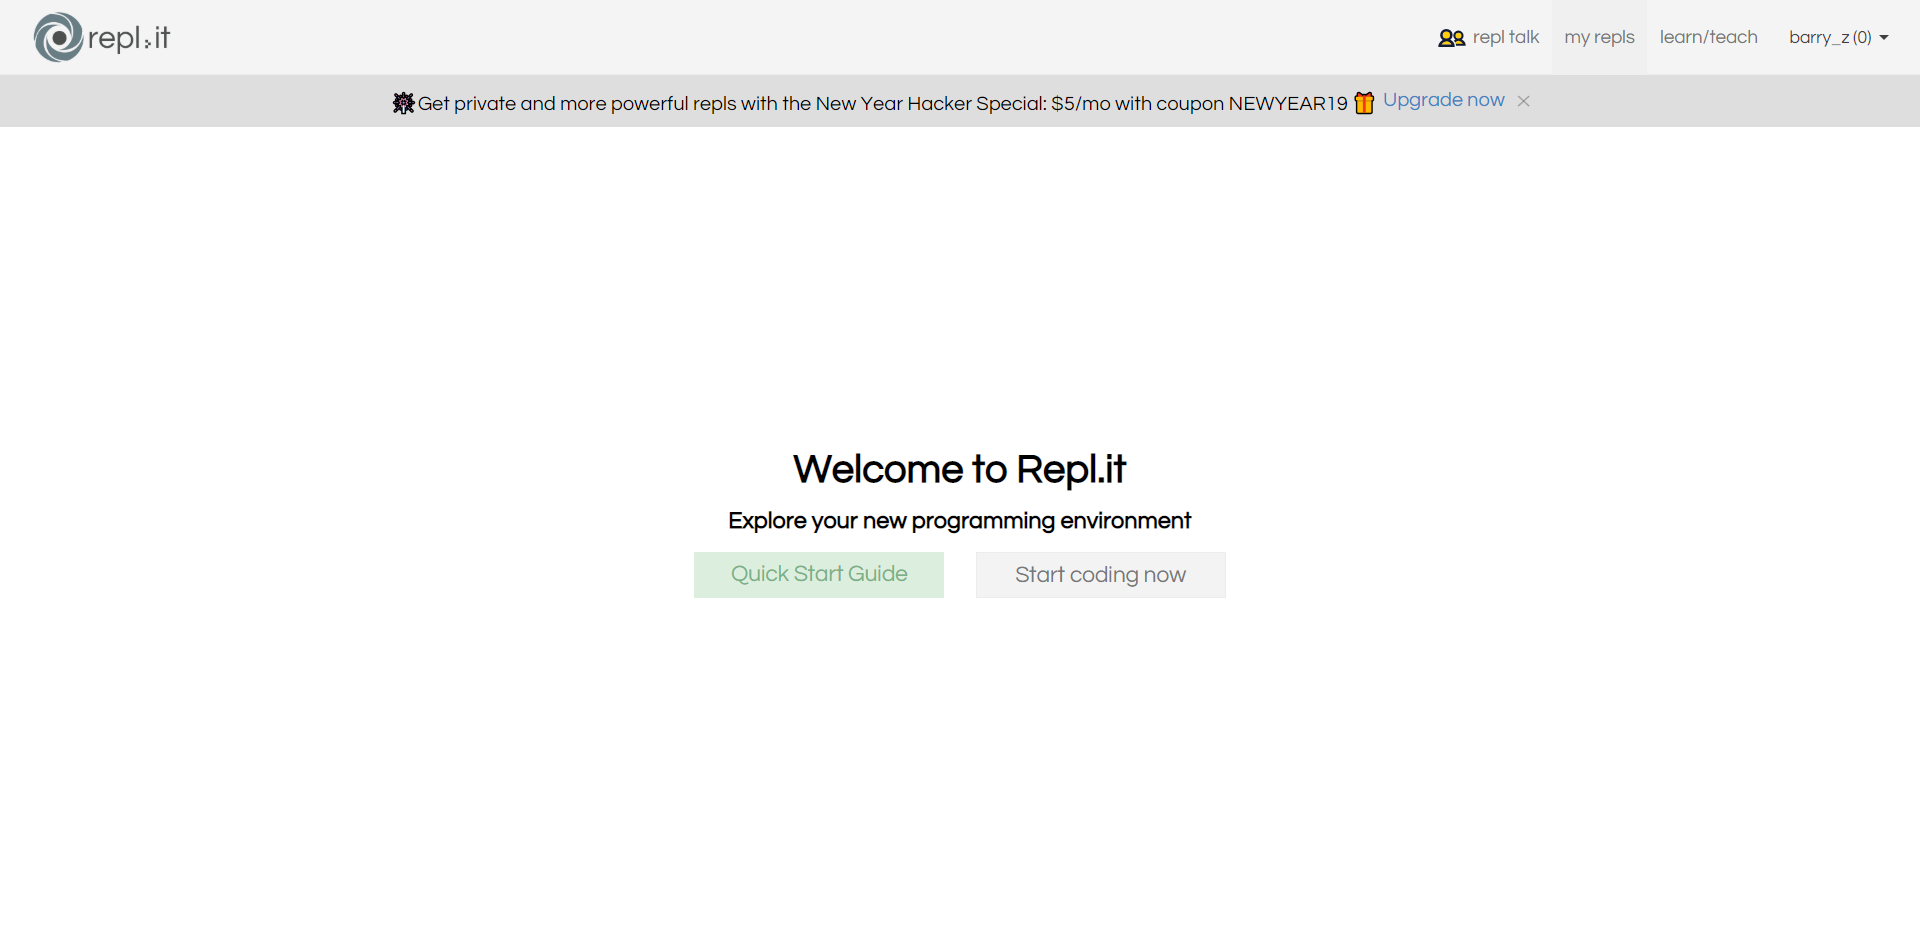 repl.it
repl talk
my repls
learn/teach
barry_z (0)
Get private and more powerful repls with the New Year Hacker Special: $5/mo with coupon NEWYEAR19 Upgrade now ×
Welcome to Repl.it
Explore your new programming environment
Quick Start Guide
Start coding now